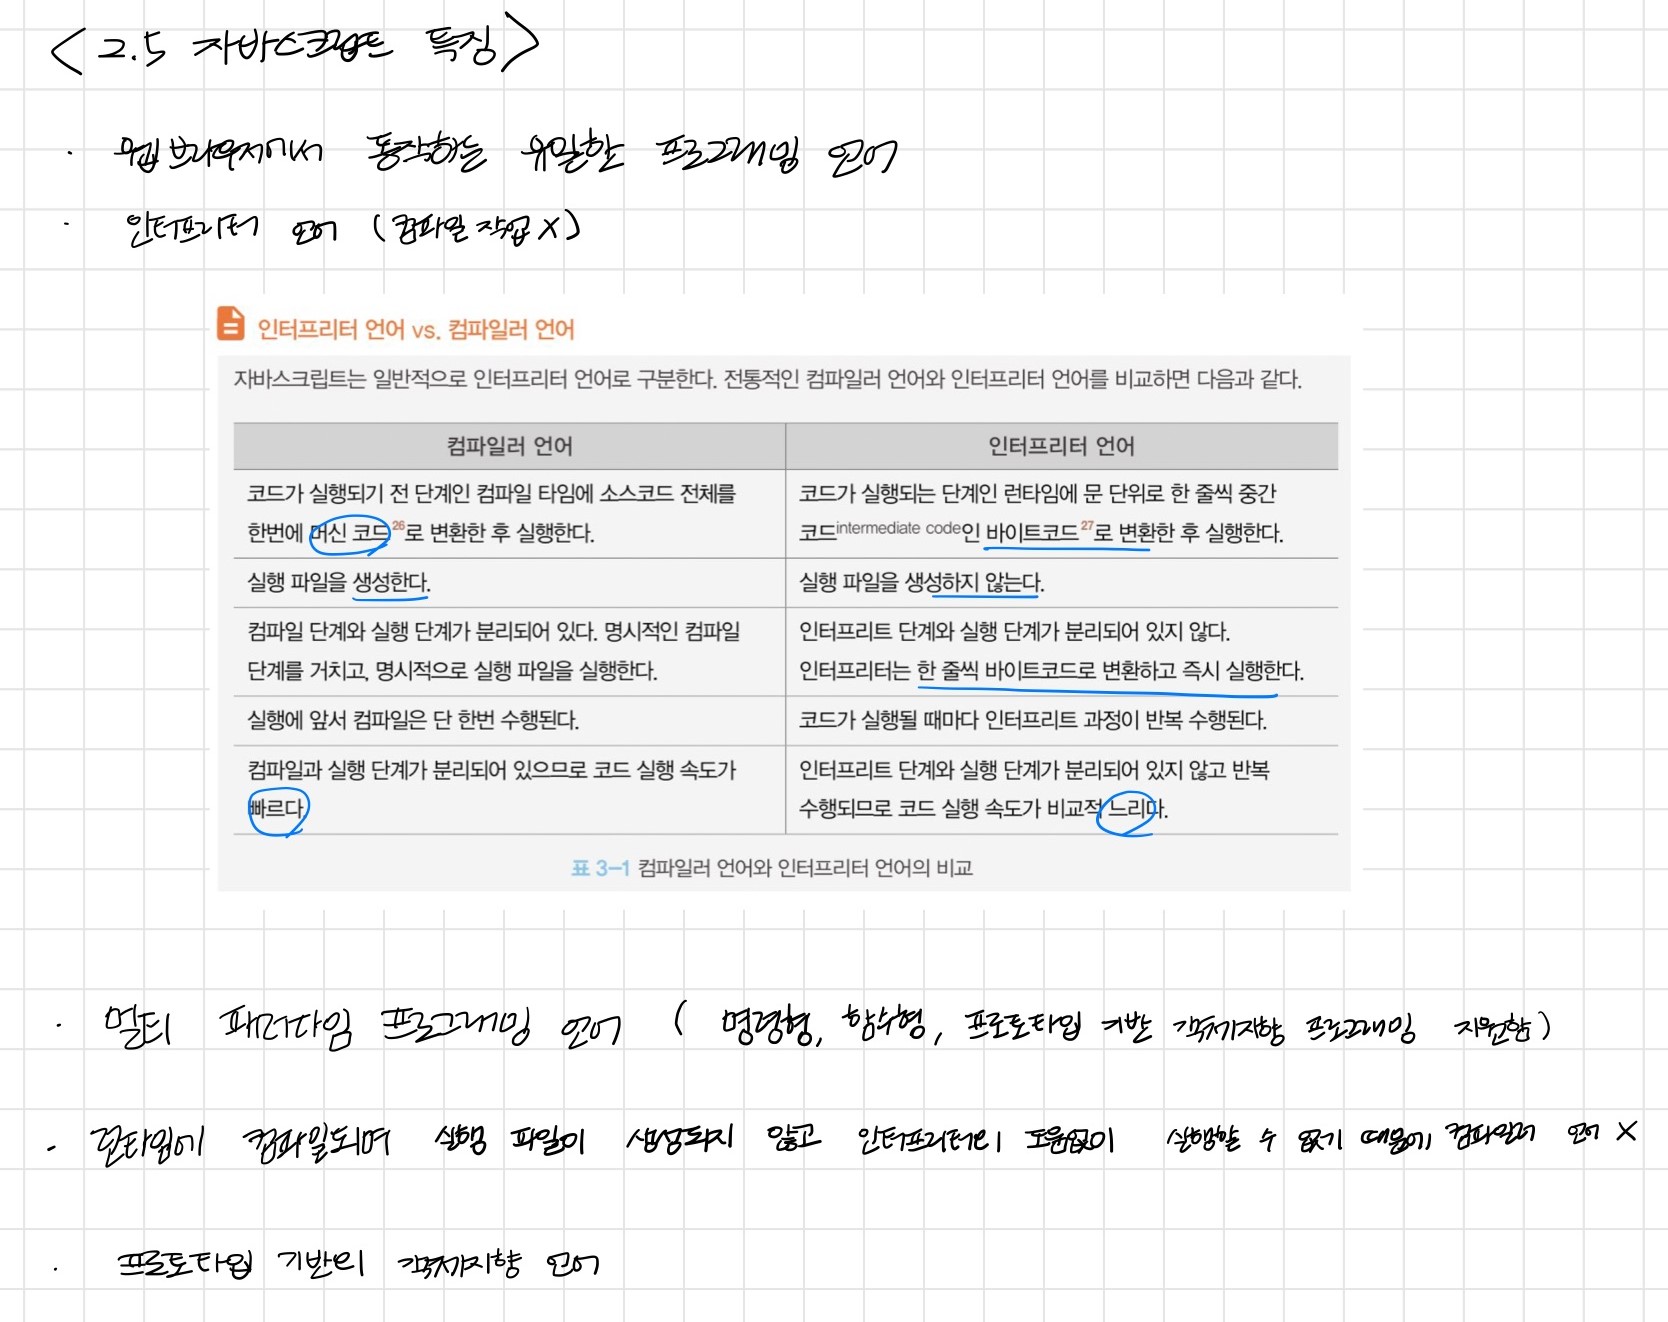 <2.5 자바스크립트 특징>
· 웹 브라우저에서 동작하는 유일한 프로그래밍 언어
· 인터프리터 언어 (컴파일 작업 X)
인터프리터 언어 vs. 컴파일러 언어
자바스크립트는 일반적으로 인터프리터 언어로 구분한다. 전통적인 컴파일러 언어와 인터프리터 언어를 비교하면 다음과 같다.
컴파일러 언어 인터프리터 언어
코드가 실행되기 전 단계인 컴파일 타임에 소스코드 전체를
한번에 머신 코드26로 변환한 후 실행한다.
코드가 실행되는 단계인 런타임에 문 단위로 한 줄씩 중간
코드intermediate code인 바이트코드27로 변환한 후 실행한다.
실행 파일을 생성한다.
실행 파일을 생성하지 않는다.
컴파일 단계와 실행 단계가 분리되어 있다. 명시적인 컴파일
단계를 거치고, 명시적으로 실행 파일을 실행한다.
인터프리트 단계와 실행 단계가 분리되어 있지 않다.
인터프리터는 한 줄씩 바이트코드로 변환하고 즉시 실행한다.
실행에 앞서 컴파일은 단 한번 수행된다.
코드가 실행될 때마다 인터프리트 과정이 반복 수행된다.
컴파일과 실행 단계가 분리되어 있으므로 코드 실행 속도가
빠르다.
인터프리트 단계와 실행 단계가 분리되어 있지 않고 반복
수행되므로 코드 실행 속도가 비교적 느리다.
표 3-1 컴파일러 언어와 인터프리터 언어의 비교
· 멀티 패러다임 프로그래밍 언어 ( 명령형, 함수형, 프로토타입 기반 객체지향 프로그래밍 지원함)
· 런타임에 컴파일되며 실행 파일이 생성되지 않고 인터프리터의 도움없이 실행할 수 없기 때문에 컴파일러 언어 X
· 프로토타입 기반의 객체지향 언어